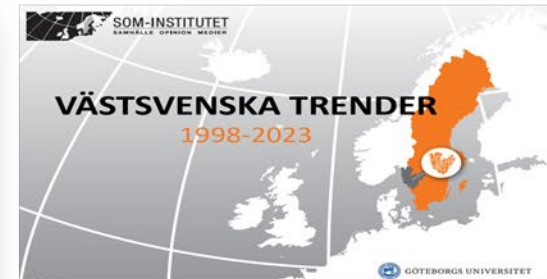 SOM-INSTITUTET
SAMHÄLLE OPINION MEDIER
VÄSTSVENSKA TRENDER
1998-2023
GÖTEBORGS UNIVERSITET